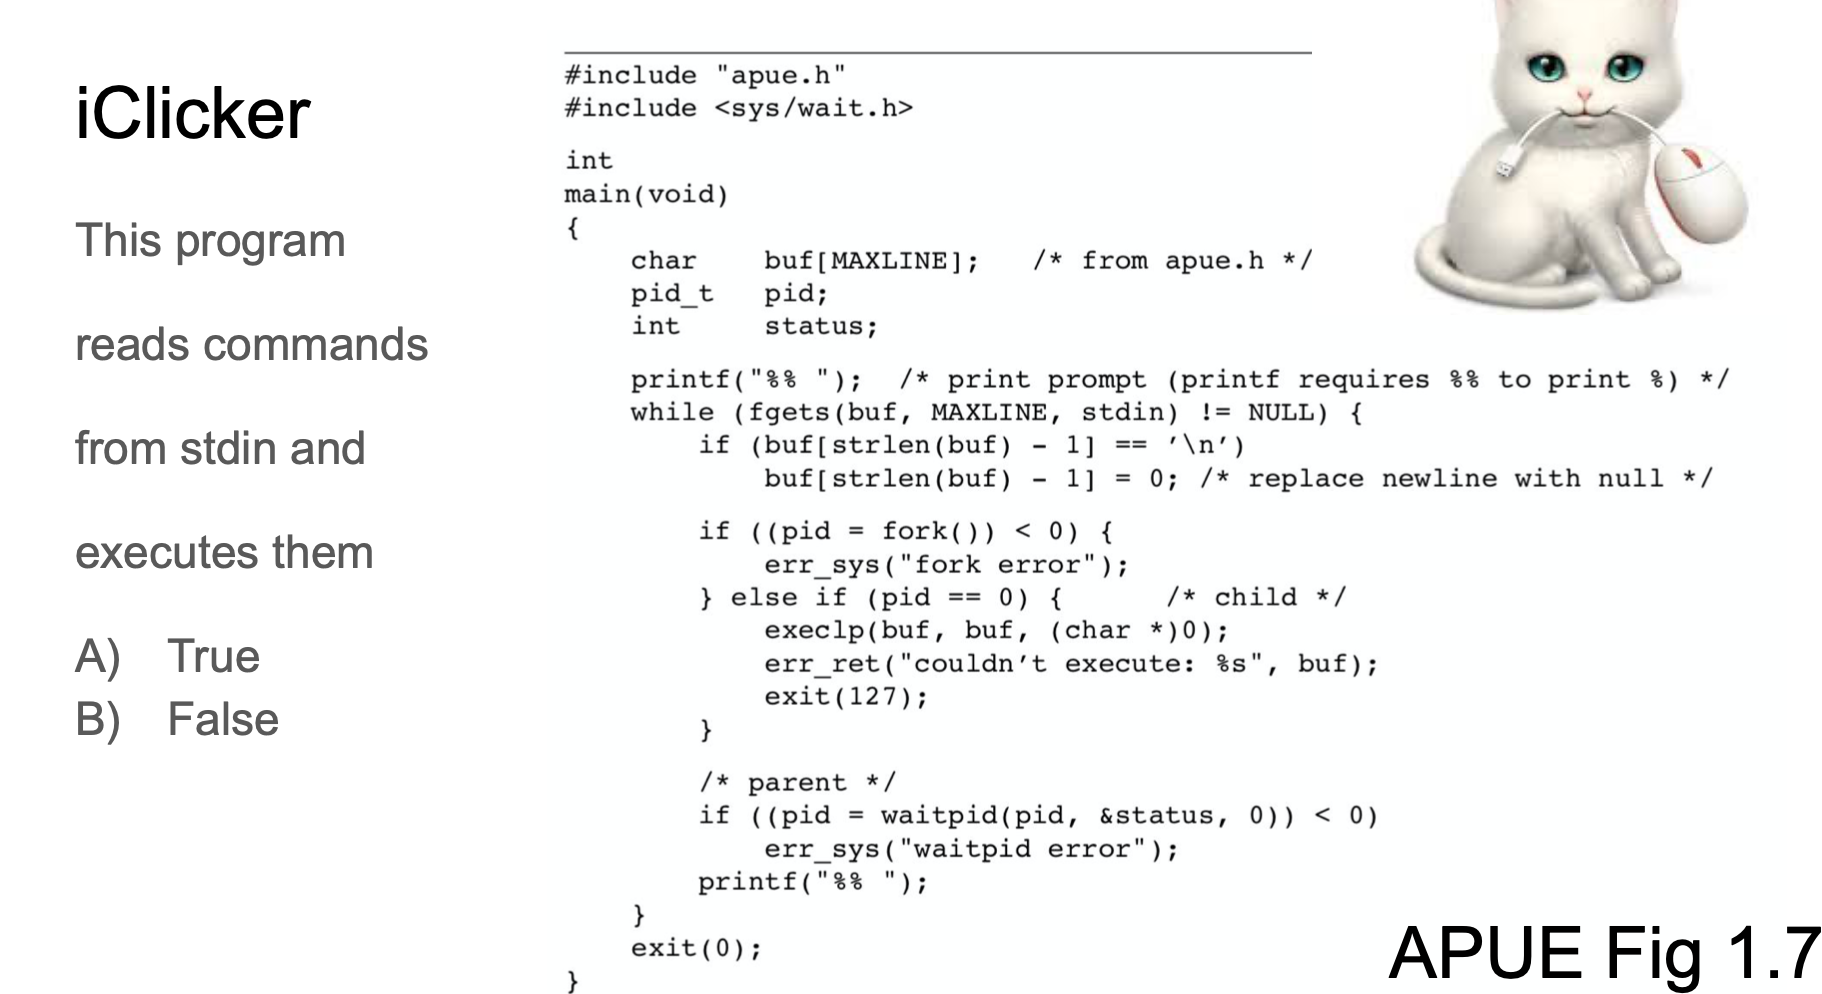 iClicker
This program
reads commands
from stdin and
executes them
A) True
B) False
#include "apue.h"
#include <sys/wait.h>
int
main(void)
{
    char    buf[MAXLINE];   /* from apue.h */
    pid_t   pid;
    int     status;
    printf("%% ");  /* print prompt (printf requires %% to print %) */
    while (fgets(buf, MAXLINE, stdin) != NULL) {
        if (buf[strlen(buf) - 1] == '\n')
            buf[strlen(buf) - 1] = 0; /* replace newline with null */
        if ((pid = fork()) < 0) {
            err_sys("fork error");
        } else if (pid == 0) {      /* child */
            execlp(buf, buf, (char *)0);
            err_ret("couldn't execute: %s", buf);
            exit(127);
        }
        /* parent */
        if ((pid = waitpid(pid, &status, 0)) < 0)
            err_sys("waitpid error");
        printf("%% ");
    }
    exit(0);
}
APUE Fig 1.7